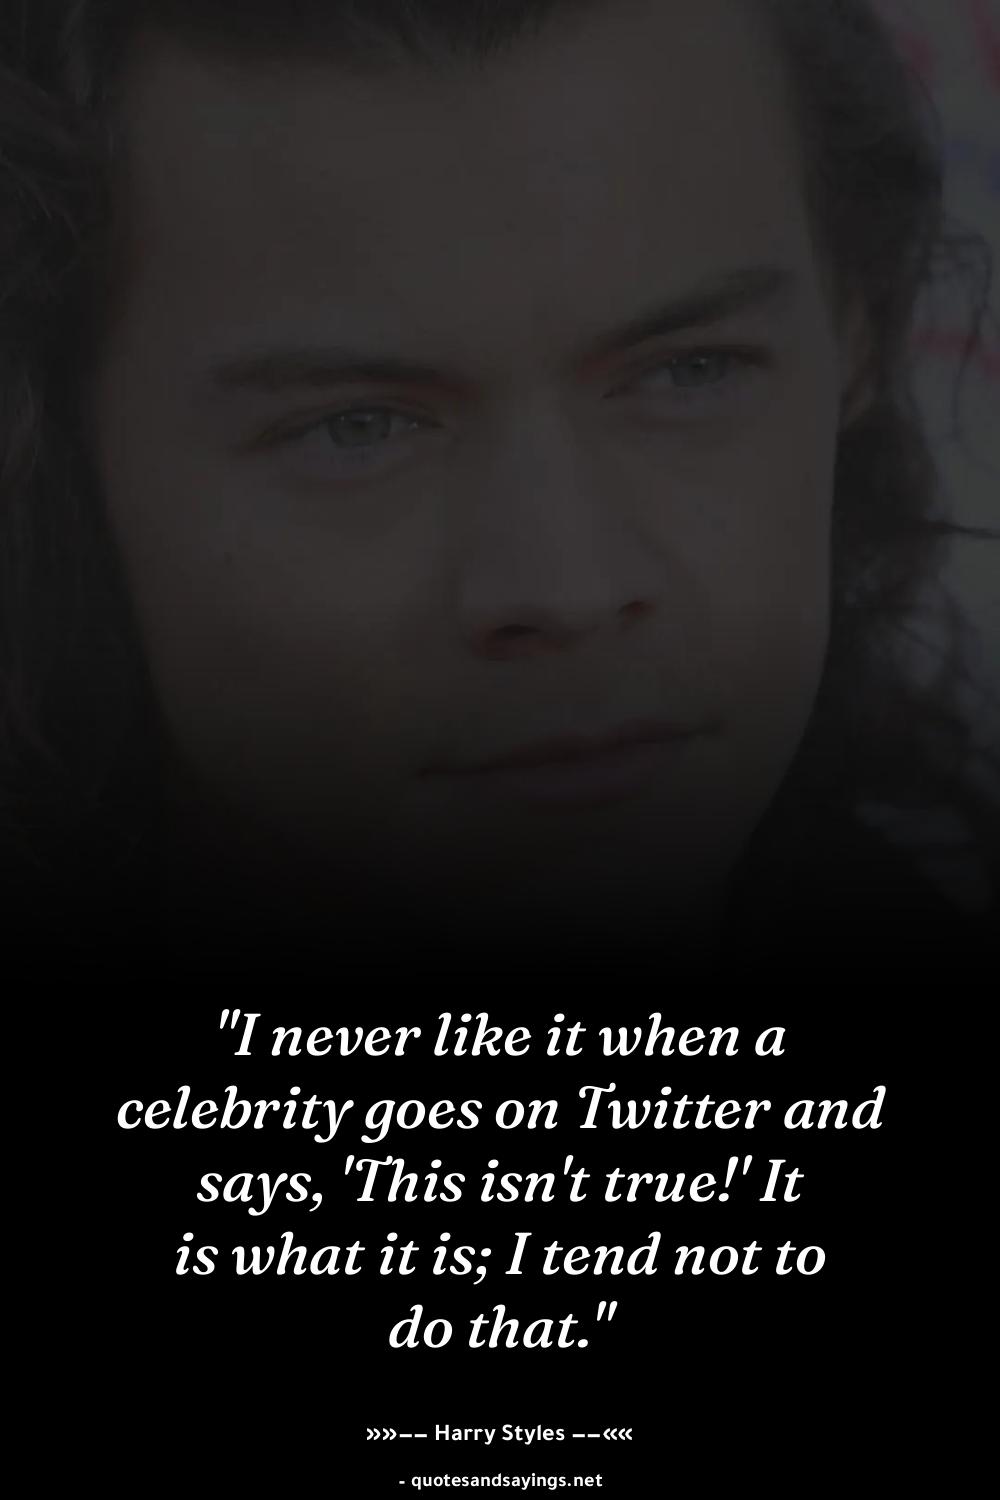 "I never like it when a
celebrity goes on Twitter and
says, 'This isn't true!' It
is what it is; I tend not to
do that."
»»–– Harry Styles ––««
- quotesandsayings.net